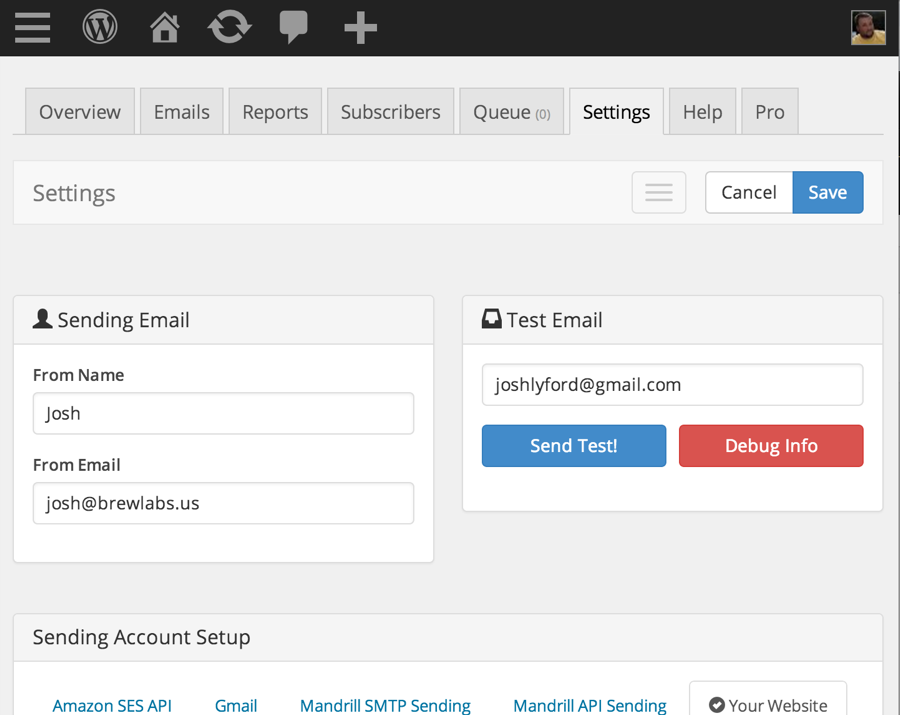 Overview Emails Reports Subscribers Queue (0) Settings Help Pro
Settings Cancel Save
Sending Email
From Name
Josh
From Email
josh@brewlabs.us
Test Email
joshlyford@gmail.com
Send Test! Debug Info
Sending Account Setup
Amazon SES API Gmail Mandrill SMTP Sending Mandrill API Sending Your Website